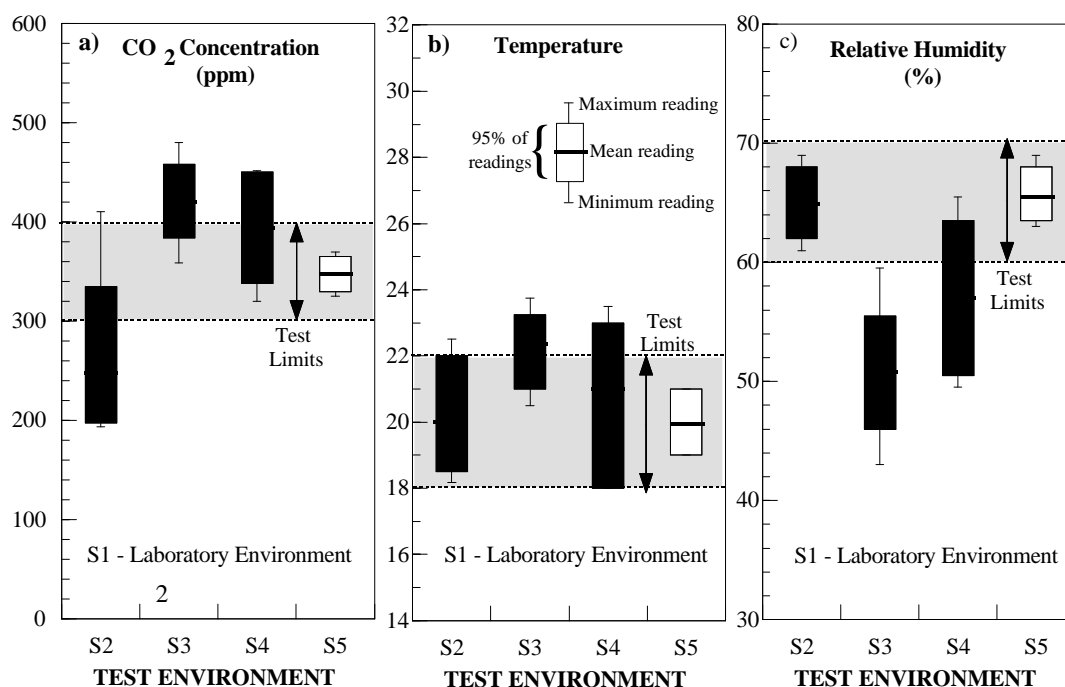 a)
CO 2 Concentration
(ppm)
600
500
400
300
200
100
0
Test
Limits
S1 - Laboratory Environment
2
S2 S3 S4 S5
TEST ENVIRONMENT
b) Temperature
32
30
28
26
24
22
20
18
16
14
Maximum reading
95% of
readings
{
Mean reading
Minimum reading
Test
Limits
S1 - Laboratory Environment
S2 S3 S4 S5
TEST ENVIRONMENT
c)
Relative Humidity
(%)
80
70
60
50
40
30
Test
Limits
S1 - Laboratory Environment
S2 S3 S4 S5
TEST ENVIRONMENT